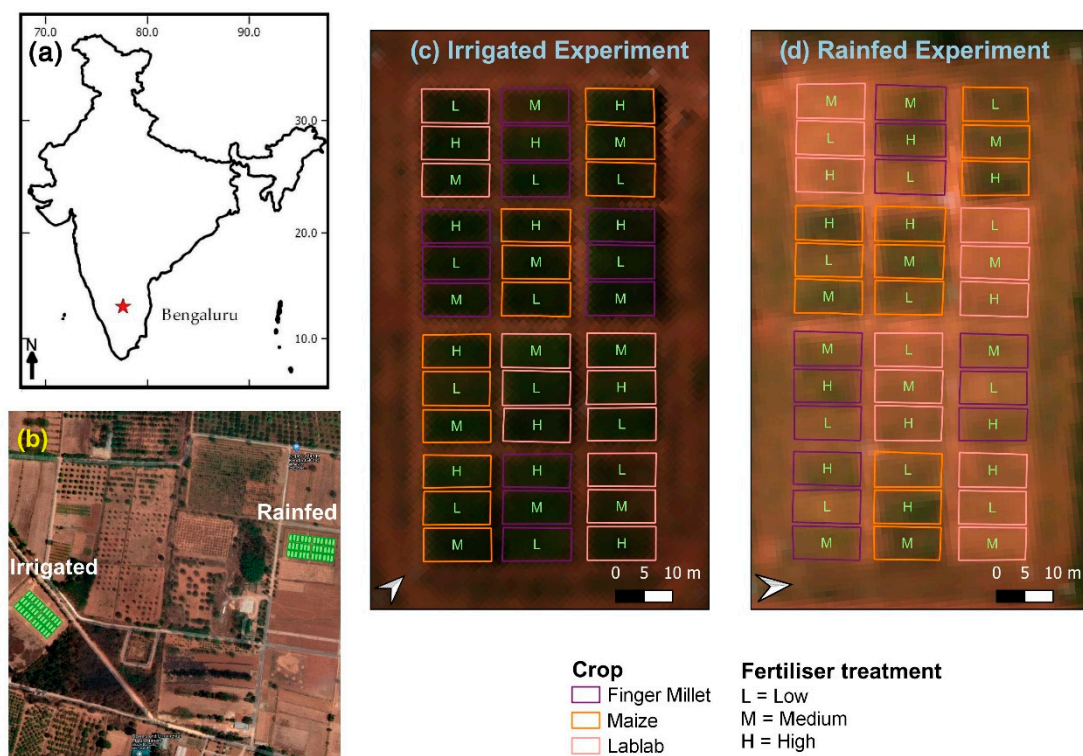 70.0 80.0 90.0
(a)
30.0
20.0
Bengaluru
10.0
N
(b)
Rainfed
Irrigated
(c) Irrigated Experiment
L M H
H H M
M L L
H H H
L M L
M L M
H M M
L L H
M H L
H H L
L M M
M L H
0 5 10 m
(d) Rainfed Experiment
M M L
L H M
H L H
H H L
L M M
M L H
M L M
H M L
L H H
H L H
L H L
M M M
0 5 10 m
Crop
Finger Millet
Maize
Lablab
Fertiliser treatment
L = Low
M = Medium
H = High